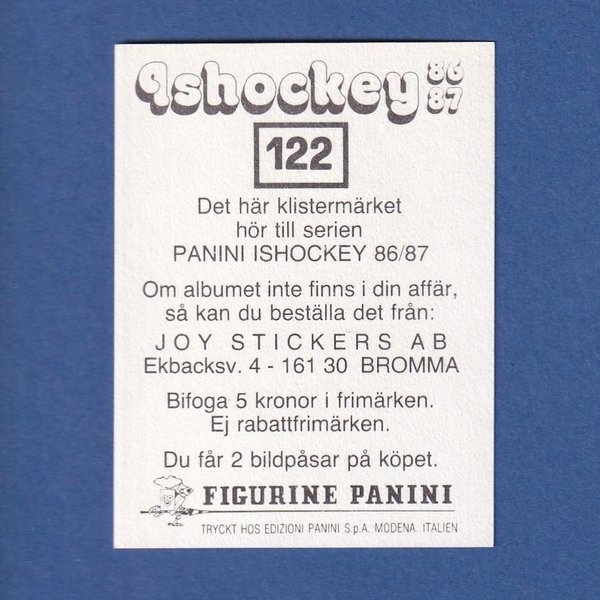 Ishockey 86
87
122
Det här klistermärket
hör till serien
PANINI ISHOCKEY 86/87
Om albumet inte finns i din affär,
så kan du beställa det från:
JOY STICKERS AB
Ekbacksv. 4 - 161 30 BROMMA
Bifoga 5 kronor i frimärken.
Ej rabattfrimärken.
Du får 2 bildpåsar på köpet.
FIGURINE PANINI
TRYCKT HOS EDIZIONI PANINI S.p.A. MODENA. ITALIEN